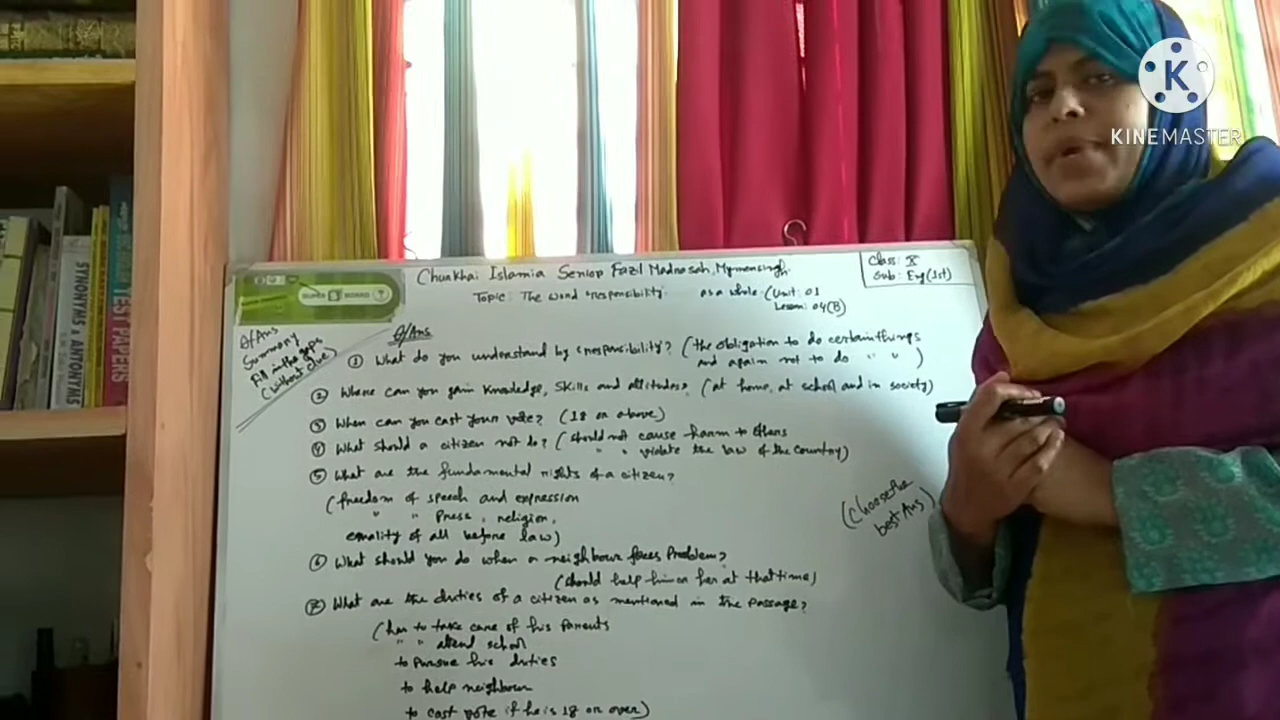 K
KINEMASTER
SYNONYMS & ANTONYMS
TEST PAPERS
SUPER BOARD
Chunkhai Islamia Senior Fazil Madrasah, Mymensingh.
Class: X
Sub: Eng (1st)
Topic: The word 'responsibility' as a whole. (Unit: 01
Lesson: 04(B)
Q/Ans
Summary
Fill in the gaps
(without clue)
Q/Ans
① What do you understand by 'responsibility'? (the obligation to do certain things
and again not to do " ")
② Where can you gain knowledge, skills and attitudes? (at home, at school and in society)
③ When can you cast your vote? (18 or above)
④ What should a citizen not do? (should not cause harm to others
" " violate the law of the country)
⑤ What are the fundamental rights of a citizen?
(freedom of speech and expression
" " Press, religion,
equality of all before law)
(Choose the
best Ans)
⑥ What should you do when a neighbour faces problem?
(should help him or her at that time)
⑦ What are the duties of a citizen as mentioned in the passage?
(has to take care of his parents
" " attend school
to pursue his duties
to help neighbour
to cast vote if he is 18 or over)